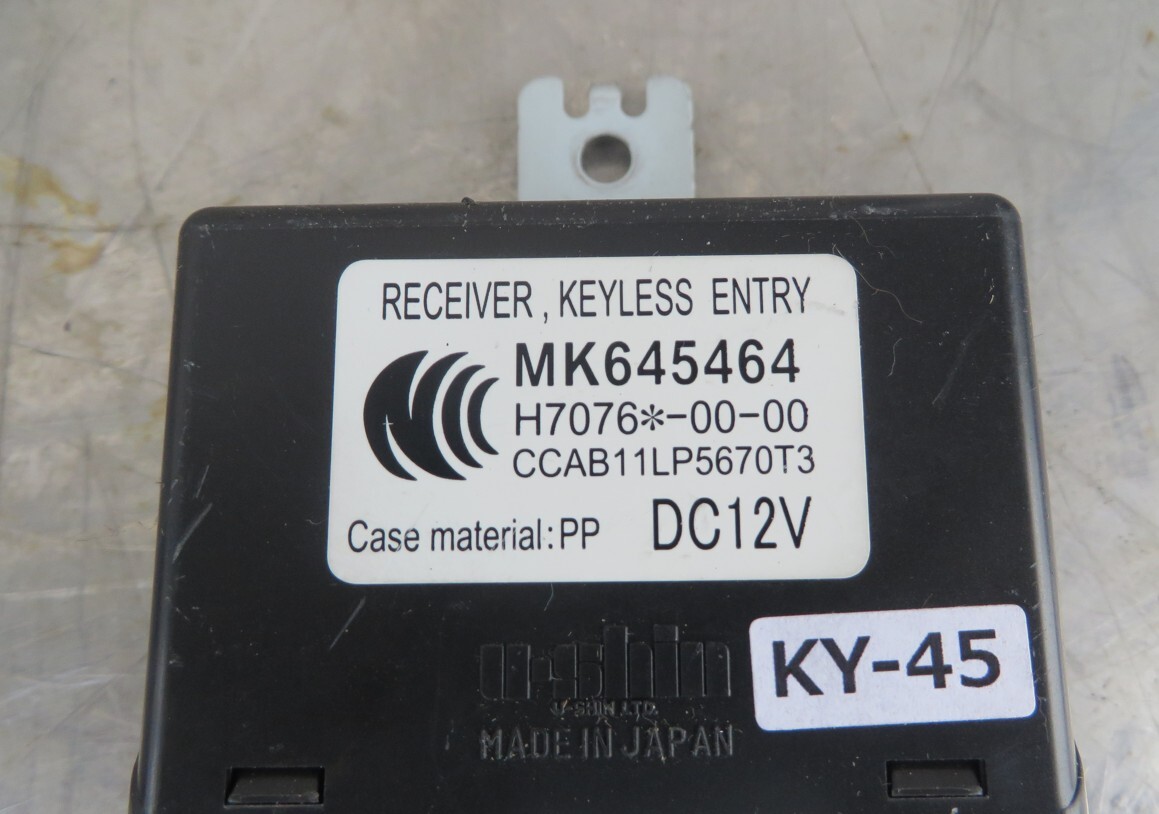 RECEIVER, KEYLESS ENTRY
MK645464
H7076*-00-00
CCAB11LP5670T3
Case material:PP DC12V
u-shin
U-SHIN LTD.
MADE IN JAPAN
KY-45